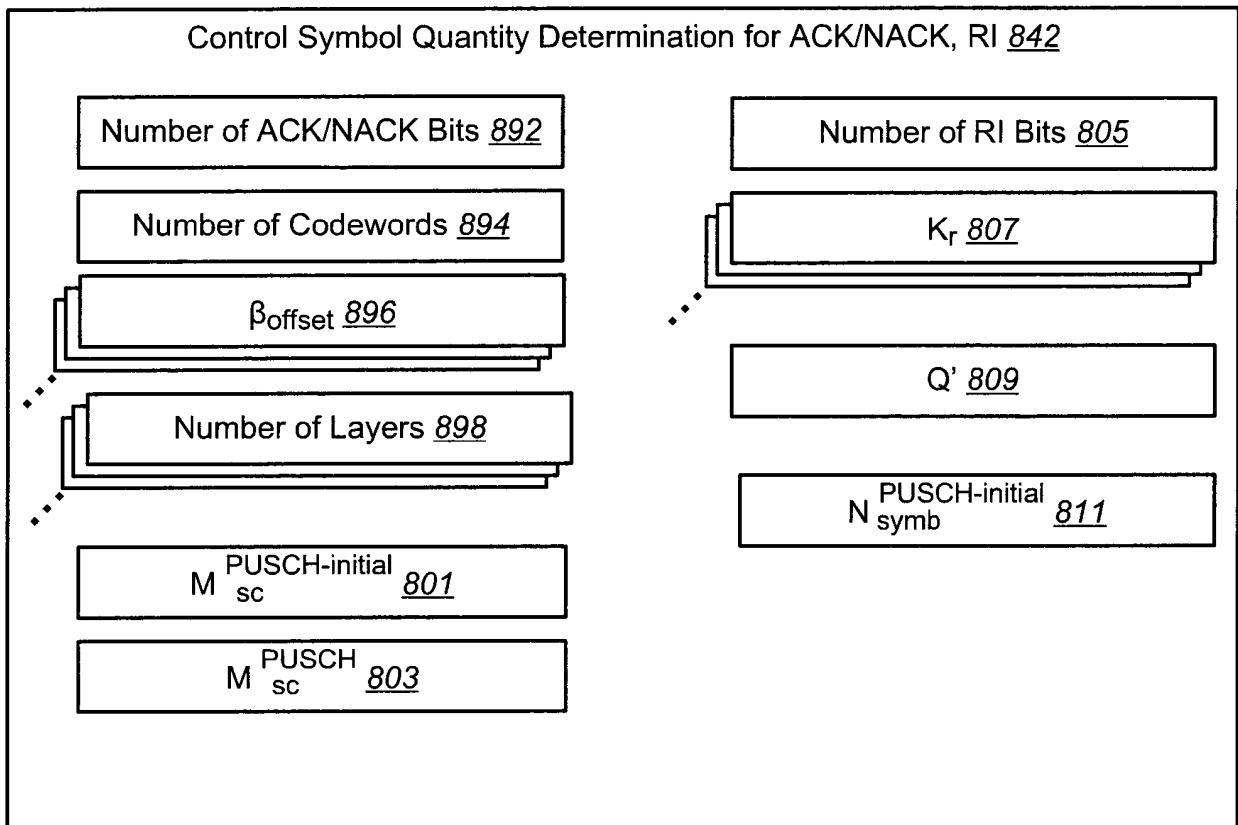 Control Symbol Quantity Determination for ACK/NACK, RI 842
Number of ACK/NACK Bits 892
Number of Codewords 894
βoffset 896
Number of Layers 898
M sc PUSCH-initial 801
M sc PUSCH 803
Number of RI Bits 805
Kr 807
Q' 809
N symb PUSCH-initial 811